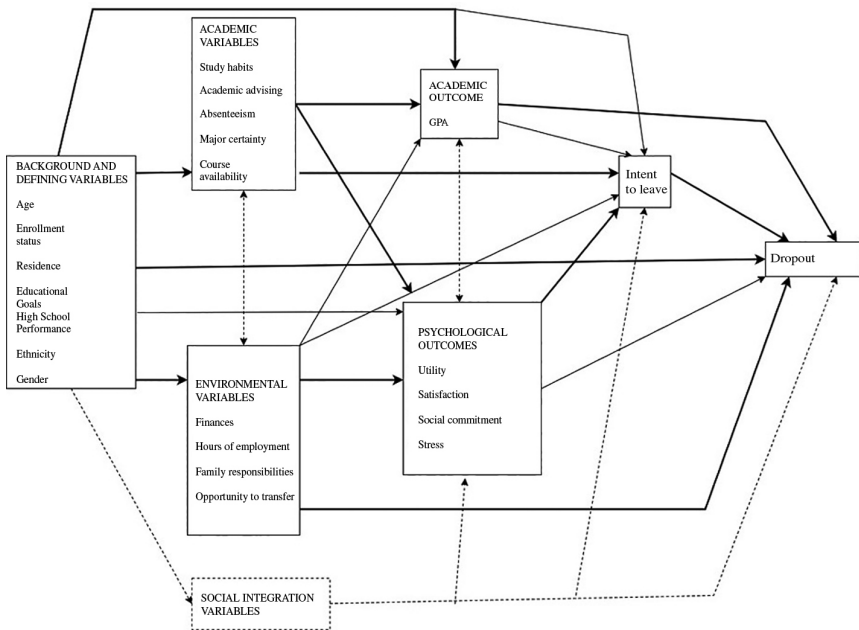 BACKGROUND AND
DEFINING VARIABLES
Age
Enrollment
status
Residence
Educational
Goals
High School
Performance
Ethnicity
Gender
ACADEMIC
VARIABLES
Study habits
Academic advising
Absenteeism
Major certainty
Course
availability
ENVIRONMENTAL
VARIABLES
Finances
Hours of employment
Family responsibilities
Opportunity to transfer
SOCIAL INTEGRATION
VARIABLES
ACADEMIC
OUTCOME
GPA
PSYCHOLOGICAL
OUTCOMES
Utility
Satisfaction
Social commitment
Stress
Intent
to leave
Dropout